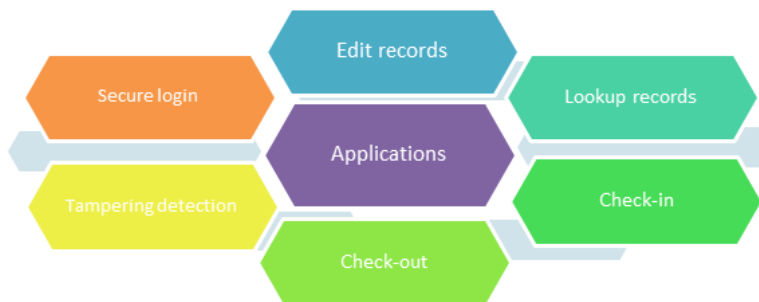 Edit records
Secure login
Lookup records
Applications
Tampering detection
Check-in
Check-out